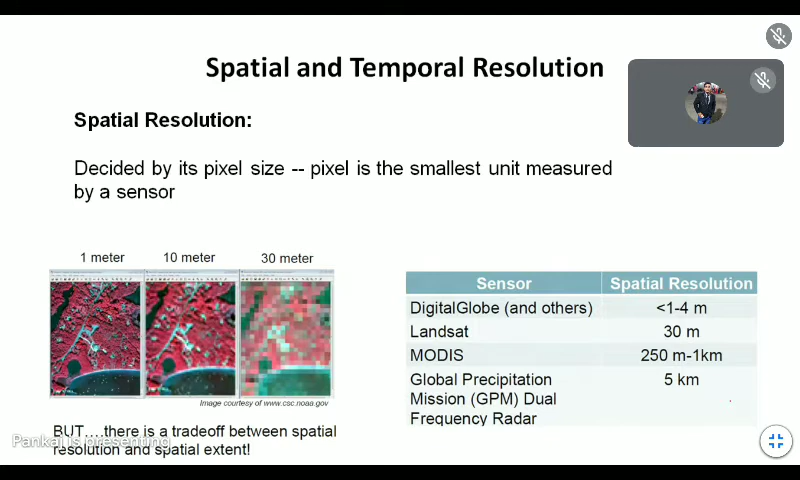 Spatial and Temporal Resolution
Spatial Resolution:
Decided by its pixel size -- pixel is the smallest unit measured
by a sensor
1 meter 10 meter 30 meter
Image courtesy of www.csc.noaa.gov
BUT….there is a tradeoff between spatial
resolution and spatial extent!
Pankaj is presenting
Sensor Spatial Resolution
DigitalGlobe (and others) <1-4 m
Landsat 30 m
MODIS 250 m-1km
Global Precipitation 5 km
Mission (GPM) Dual
Frequency Radar